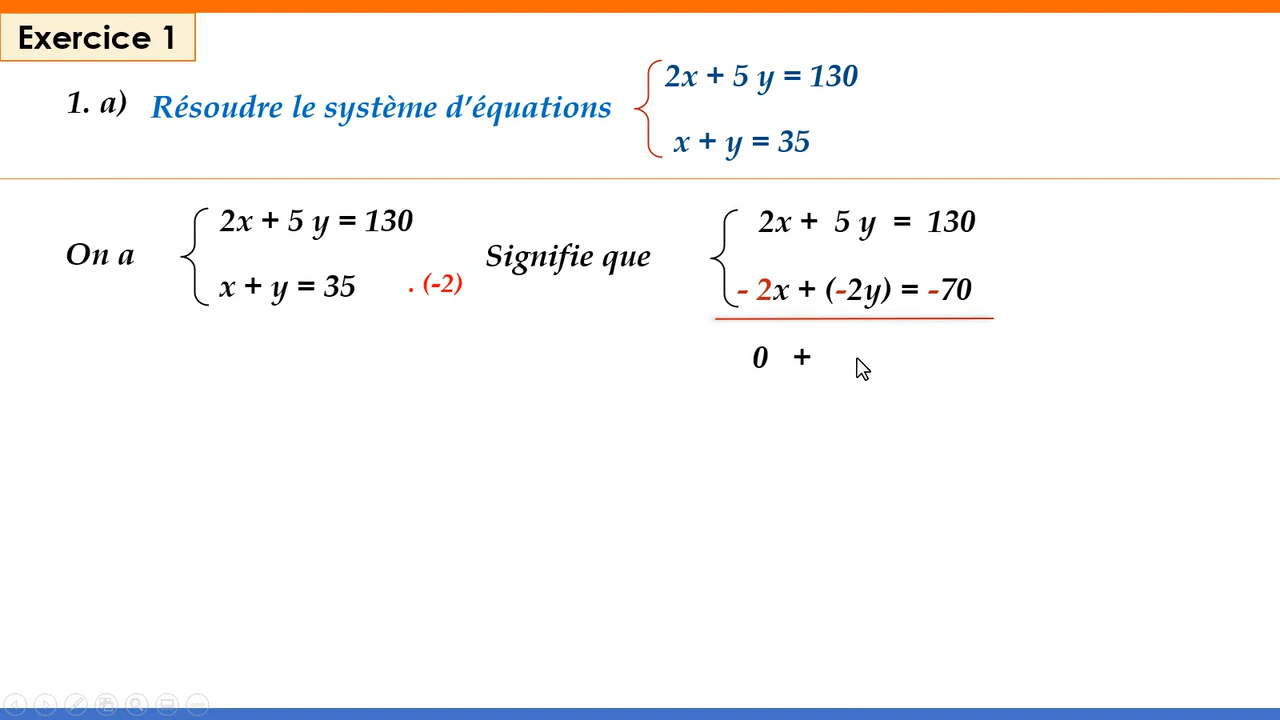 Exercice 1
1. a) Résoudre le système d’équations
2x + 5 y = 130
x + y = 35
On a
2x + 5 y = 130
x + y = 35 . (-2)
Signifie que
2x + 5 y = 130
- 2x + (-2y) = -70
0 +